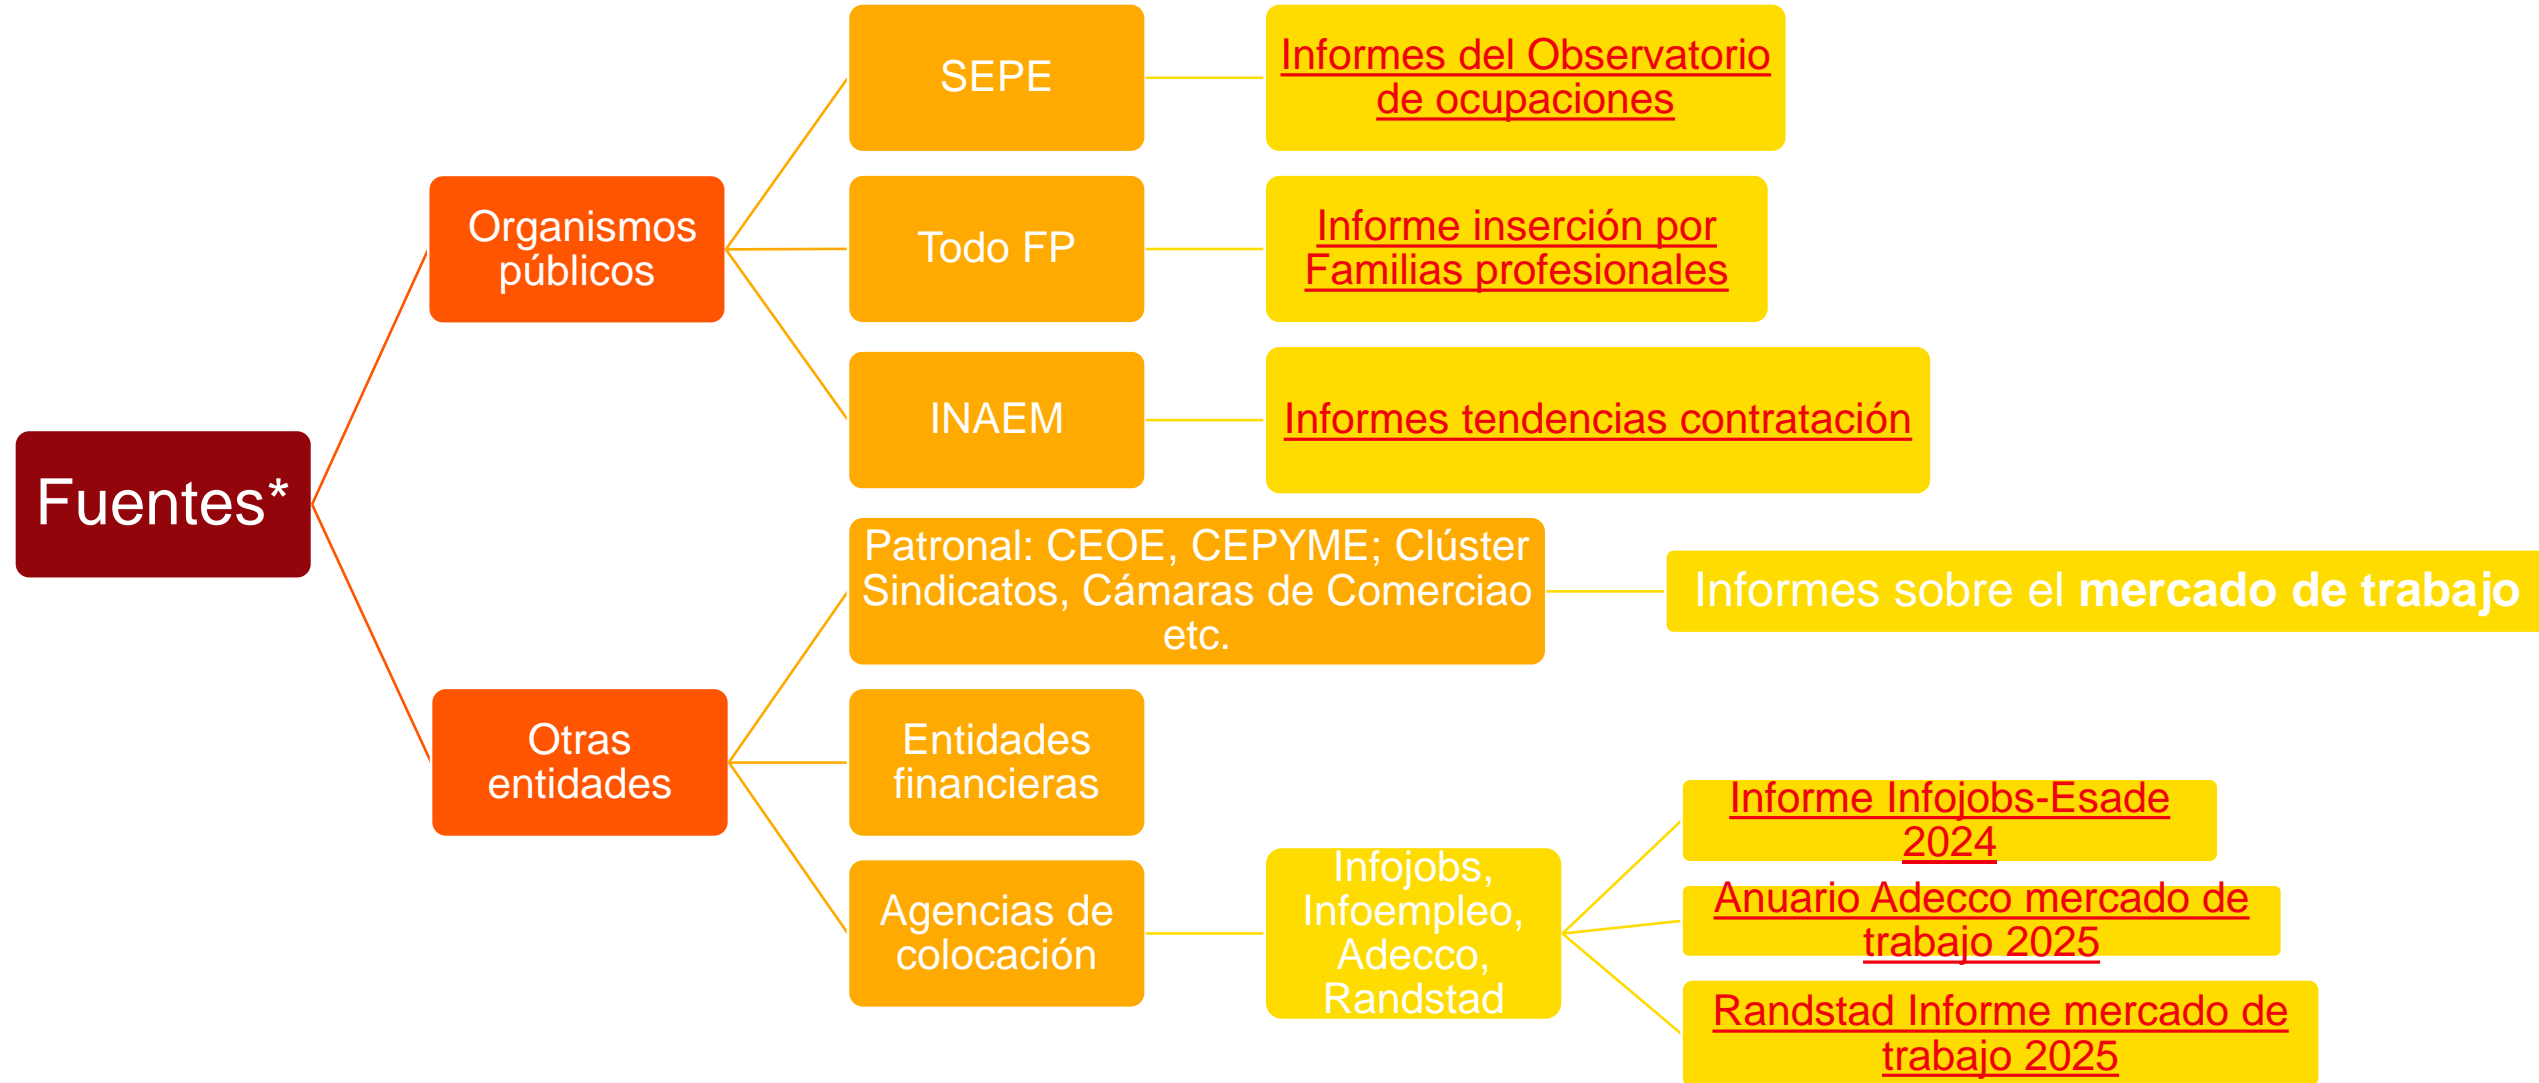 SEPE
Informes del Observatorio
de ocupaciones
Organismos
públicos
Todo FP
Informe inserción por
Familias profesionales
INAEM
Informes tendencias contratación
Fuentes*
Patronal: CEOE, CEPYME; Clúster
Sindicatos, Cámaras de Comerciao
etc.
Informes sobre el mercado de trabajo
Otras
entidades
Entidades
financieras
Agencias de
colocación
Infojobs,
Infoempleo,
Adecco,
Randstad
Informe Infojobs-Esade
2024
Anuario Adecco mercado de
trabajo 2025
Randstad Informe mercado de
trabajo 2025